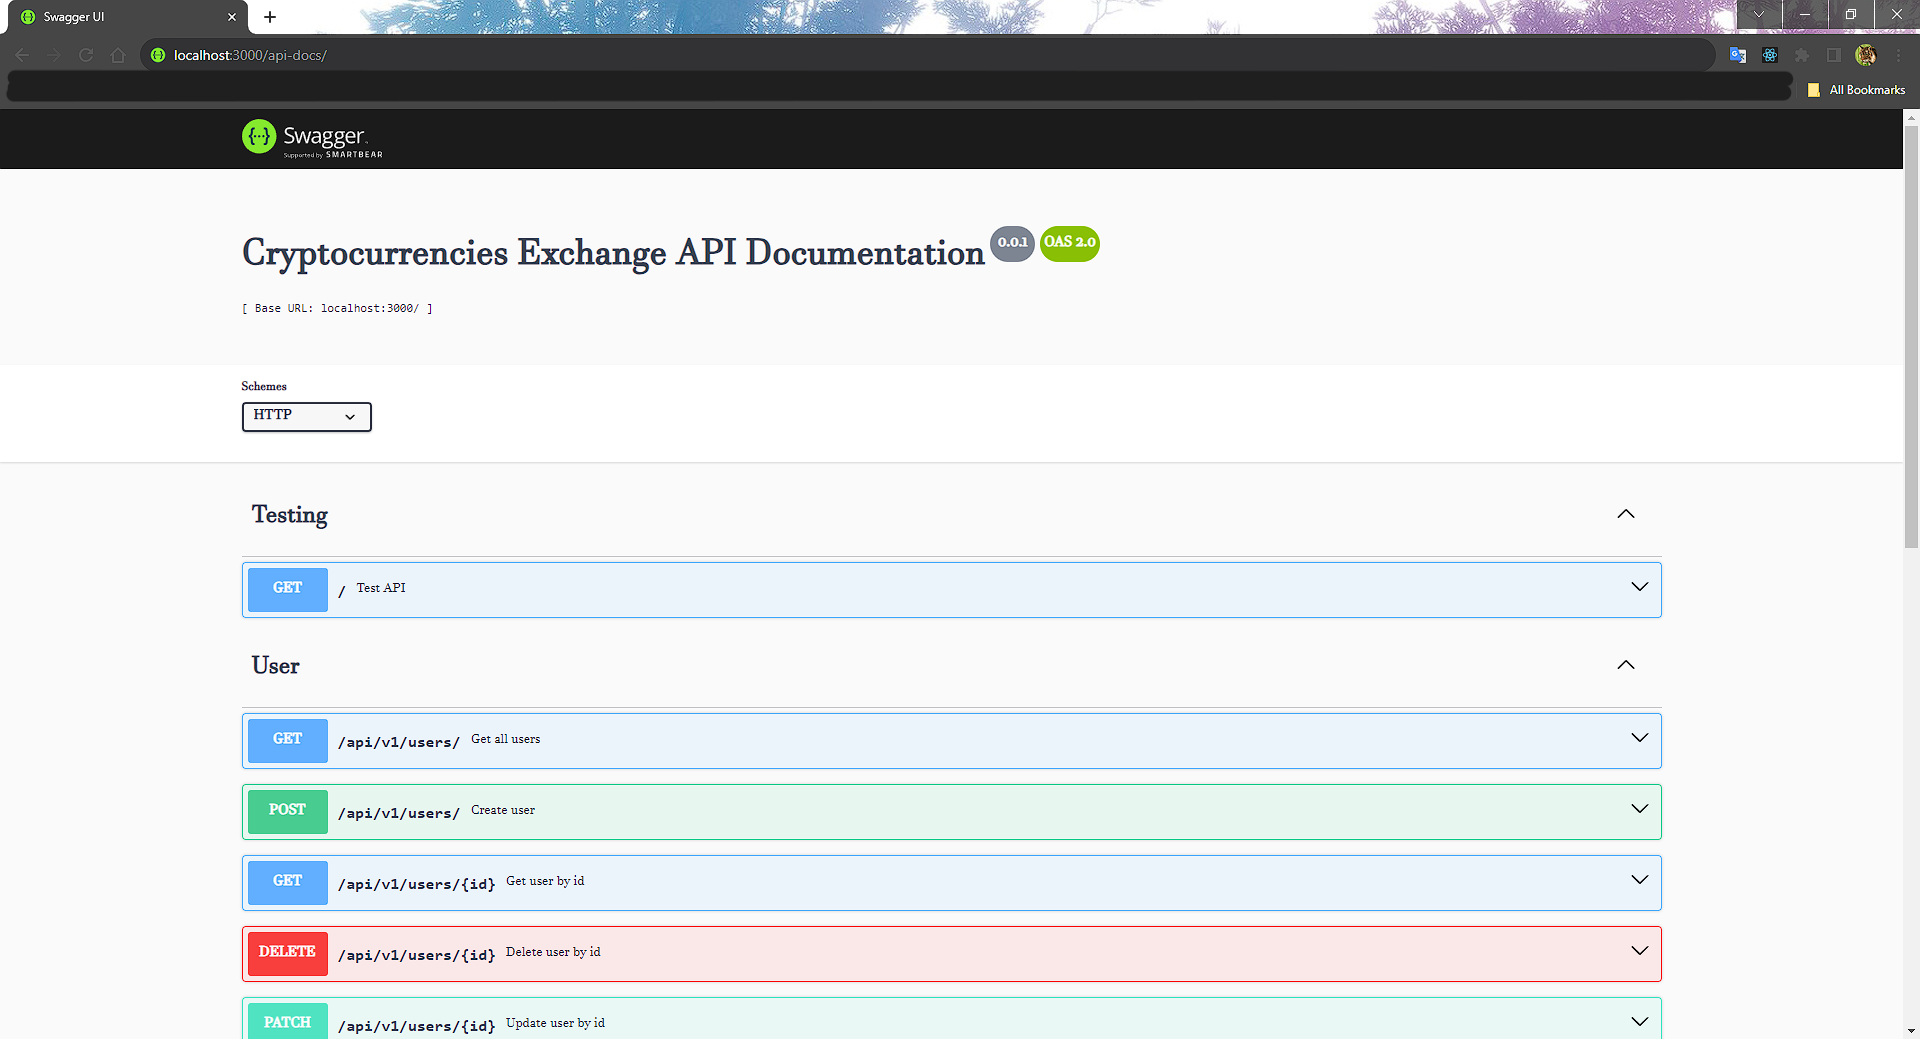 Swagger UI
localhost:3000/api-docs/
All Bookmarks
Swagger
Supported by SMARTBEAR
Cryptocurrencies Exchange API Documentation 0.0.1 OAS 2.0
[ Base URL: localhost:3000/ ]
Schemes
HTTP
Testing
GET / Test API
User
GET /api/v1/users/ Get all users
POST /api/v1/users/ Create user
GET /api/v1/users/{id} Get user by id
DELETE /api/v1/users/{id} Delete user by id
PATCH /api/v1/users/{id} Update user by id